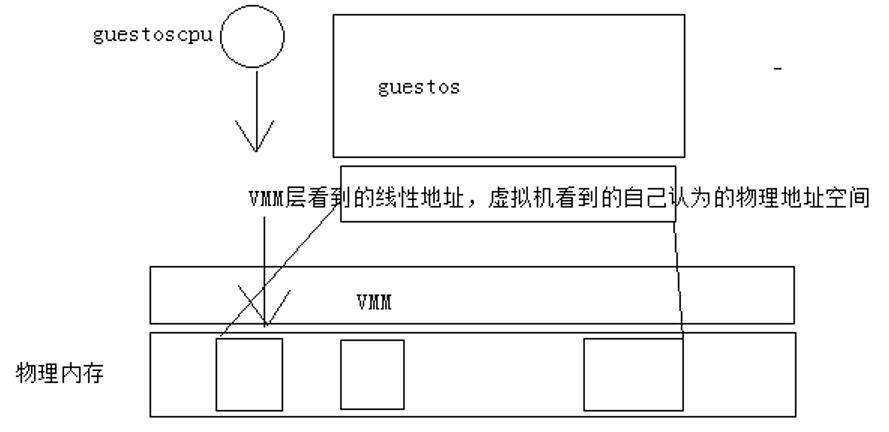 guestoscpu
guestos
VMM层看到的线性地址，虚拟机看到的自己认为的物理地址空间
VMM
物理内存